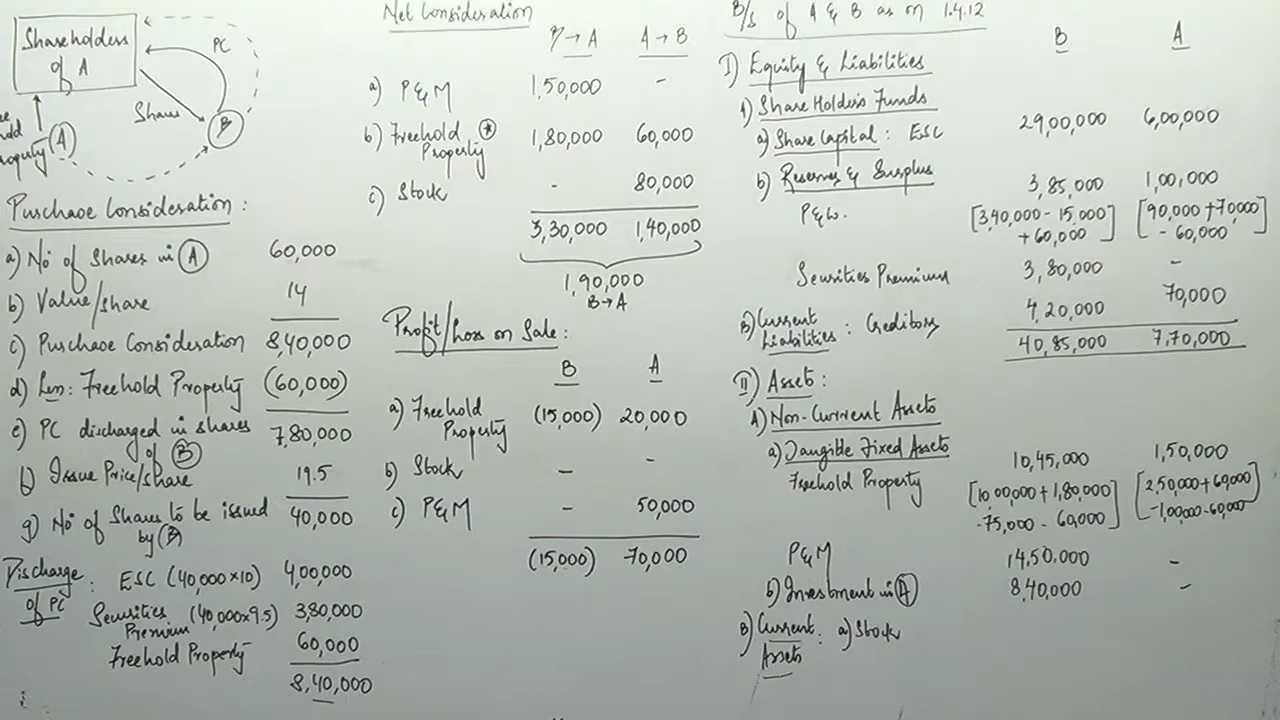 Shareholders
of A
PC
Shares
Property
A
B
Purchase Consideration :
a) No of Shares in A 60,000
b) Value/share 14
c) Purchase Consideration 8,40,000
d) Less: Freehold Property (60,000)
e) PC discharged in shares 7,80,000
of B
f) Issue Price/share 19.5
g) No of Shares to be issued 40,000
by B
Discharge
of PC : ESC (40,000×10) 4,00,000
Securities
Premium (40,000×9.5) 3,80,000
Freehold Property 60,000
8,40,000
Net Consideration
B → A A → B
a) P&M 1,50,000 -
b) Freehold * 1,80,000 60,000
Property
c) Stock - 80,000
3,30,000 1,40,000
1,90,000
B → A
Profit/Loss on Sale :
B A
a) Freehold (15,000) 20,000
Property
b) Stock - -
c) P&M - 50,000
(15,000) 70,000
B/S of A & B as on 1.4.12
B A
I) Equity & Liabilities
1) Share Holders Funds
a) Share Capital : ESC 29,00,000 6,00,000
b) Reserves & Surplus
3,85,000 1,00,000
[3,40,000 - 15,000 [90,000 + 70,000
+ 60,000] - 60,000]
Securities Premium 3,80,000 -
B) Current
Liabilities : Creditors 4,20,000 70,000
40,85,000 7,70,000
II) Assets :
A) Non-Current Assets
a) Tangible Fixed Assets
Freehold Property 10,45,000 1,50,000
[10,00,000 + 1,80,000 [2,50,000 + 60,000
- 75,000 - 60,000] - 1,00,000 - 60,000]
P&M 14,50,000 -
b) Investment in A 8,40,000 -
B) Current : a) Stock
Assets